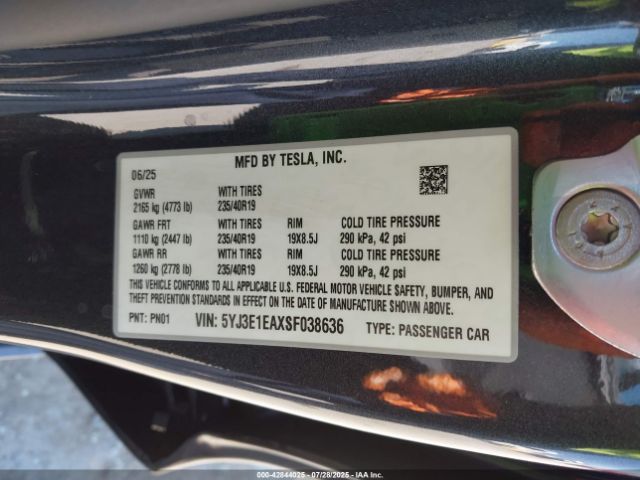 06/25 MFD BY TESLA, INC.
GVWR WITH TIRES
2165 kg (4773 lb) 235/40R19
GAWR FRT WITH TIRES RIM COLD TIRE PRESSURE
1110 kg (2447 lb) 235/40R19 19X8.5J 290 kPa, 42 psi
GAWR RR WITH TIRES RIM COLD TIRE PRESSURE
1260 kg (2778 lb) 235/40R19 19X8.5J 290 kPa, 42 psi
THIS VEHICLE CONFORMS TO ALL APPLICABLE U.S. FEDERAL MOTOR VEHICLE SAFETY, BUMPER, AND
THEFT PREVENTION STANDARDS IN EFFECT ON THE DATE OF MANUFACTURE SHOWN ABOVE.
PNT: PN01 VIN: 5YJ3E1EAXSF038636 TYPE: PASSENGER CAR
000-42844025 - 07/28/2025 - IAA Inc.